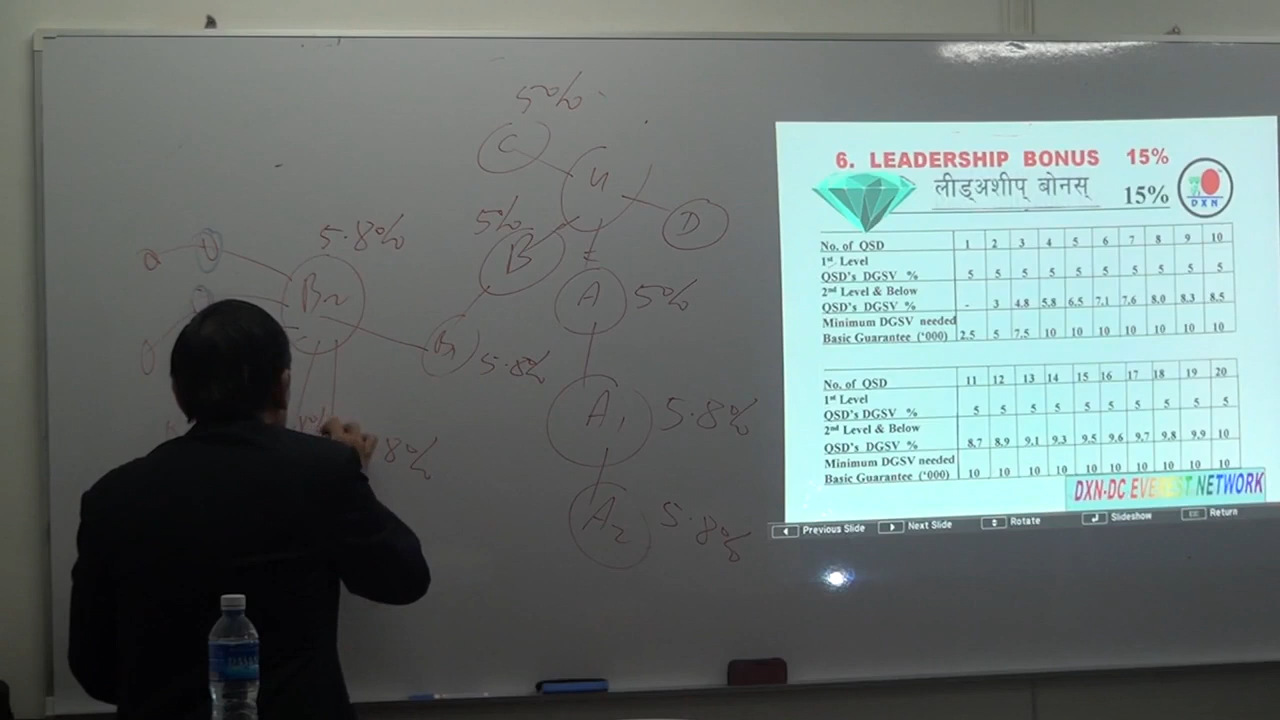 50%
C
U
5%
B
D
5.8%
B2
A
50%
B1
5.8%
A1
5.8%
8%
A2
5.8%
6. LEADERSHIP BONUS 15%
लीड्अशीप् बोनस् 15%
DXN
No. of QSD 1 2 3 4 5 6 7 8 9 10
1st Level
QSD's DGSV % 5 5 5 5 5 5 5 5 5 5
2nd Level & Below
QSD's DGSV % - 3 4.8 5.8 6.5 7.1 7.6 8.0 8.3 8.5
Minimum DGSV needed
Basic Guarantee ('000) 2.5 5 7.5 10 10 10 10 10 10 10
No. of QSD 11 12 13 14 15 16 17 18 19 20
1st Level
QSD's DGSV % 5 5 5 5 5 5 5 5 5 5
2nd Level & Below
QSD's DGSV % 8.7 8.9 9.1 9.3 9.5 9.6 9.7 9.8 9.9 10
Minimum DGSV needed
Basic Guarantee ('000) 10 10 10 10 10 10 10 10 10 10
DXN-DC EVEREST NETWORK
Previous Slide Next Slide Rotate Slideshow Return